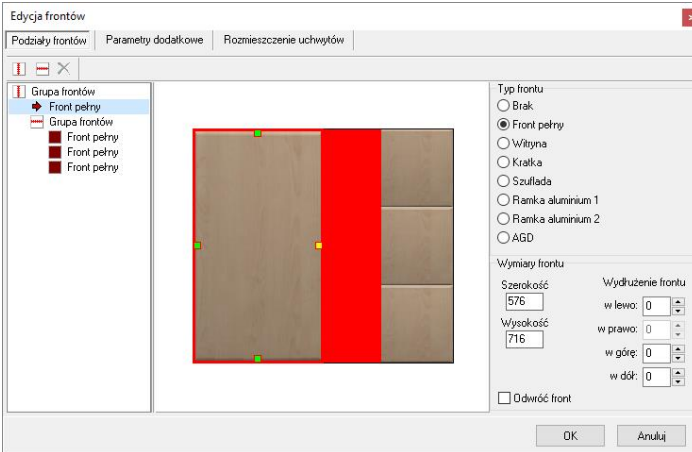 Edycja frontów
Podziały frontów
Parametry dodatkowe
Rozmieszczenie uchwytów
Grupa frontów
Front pełny
Grupa frontów
Front pełny
Front pełny
Front pełny
Typ frontu
Brak
Front pełny
Witryna
Kratka
Szuflada
Ramka aluminium 1
Ramka aluminium 2
AGD
Wymiary frontu
Szerokość
576
Wysokość
716
Wydłużenie frontu
w lewo: 0
w prawo: 0
w górę: 0
w dół: 0
Odwróć front
OK
Anuluj